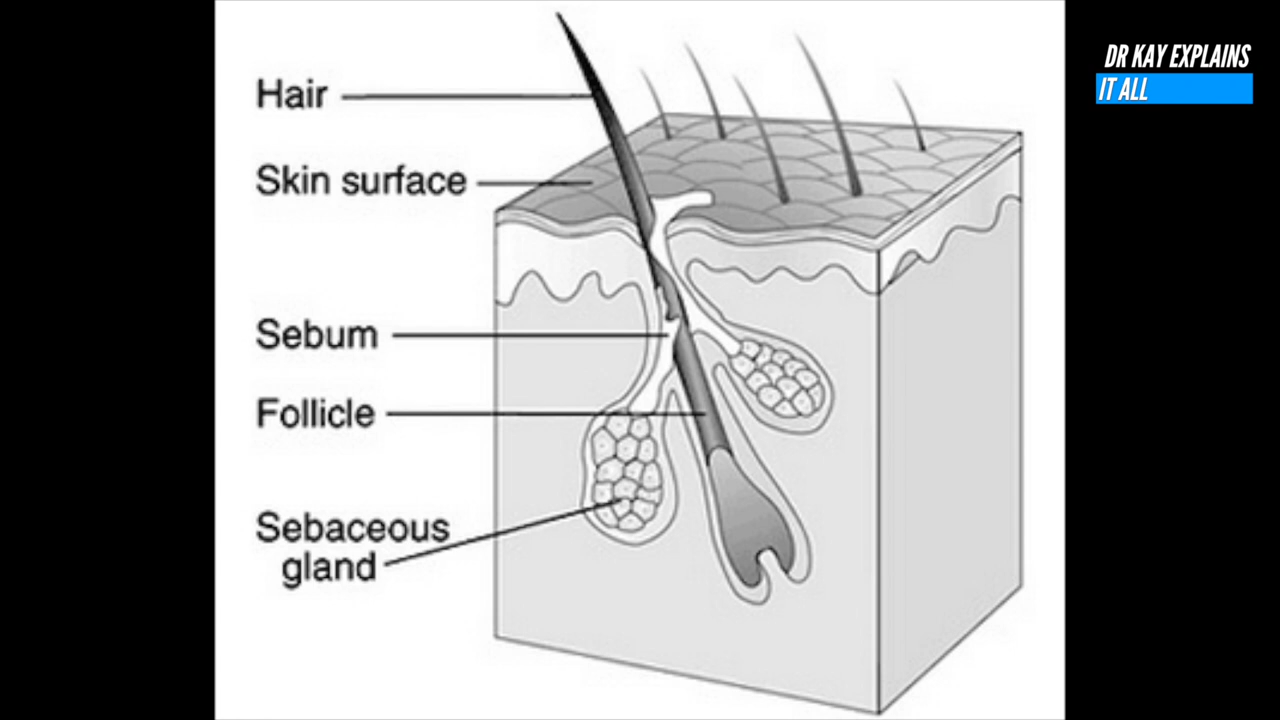 Hair
Skin surface
Sebum
Follicle
Sebaceous
gland
DR KAY EXPLAINS
IT ALL